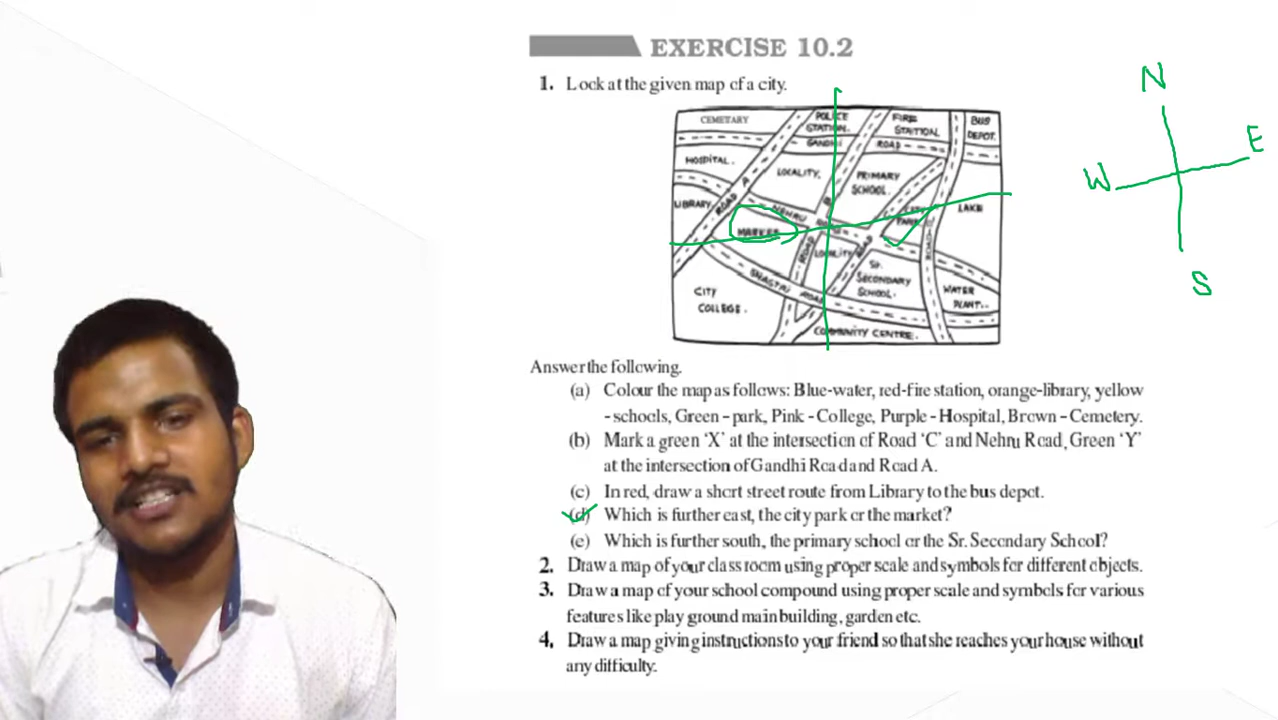 EXERCISE 10.2
1. Look at the given map of a city.
N
E
W
S
CEMETARY
POLICE
STATION.
FIRE
STAITION.
BUS
DEPOT.
GANDHI
ROAD
HOSIDITAL.
LOCALITY,
PRIMARY
SCHOOL.
LIBRARY
ROAD A
NEHRU
CITY
PARK
LAKE
MARKET
ROAD
LOCALITY
ROAD
ROAD-C
Sr.
SECONDARY
SCHOOL.
SHASTRI ROAD
CITY
COLLEGE.
WATER
PLANT..
COMMUNITY CENTRE.
Answer the following.
(a) Colour the map as follows: Blue-water, red-fire station, orange-library, yellow
- schools, Green - park, Pink - College, Purple - Hospital, Brown - Cemetery.
(b) Mark a green ‘X’ at the intersection of Road ‘C’ and Nehru Road, Green ‘Y’
at the intersection of Gandhi Road and Road A.
(c) In red, draw a short street route from Library to the bus depot.
(d) Which is further east, the city park or the market?
(e) Which is further south, the primary school or the Sr. Secondary School?
2. Draw a map of your class room using proper scale and symbols for different objects.
3. Draw a map of your school compound using proper scale and symbols for various
features like play ground main building, garden etc.
4. Draw a map giving instructions to your friend so that she reaches your house without
any difficulty.